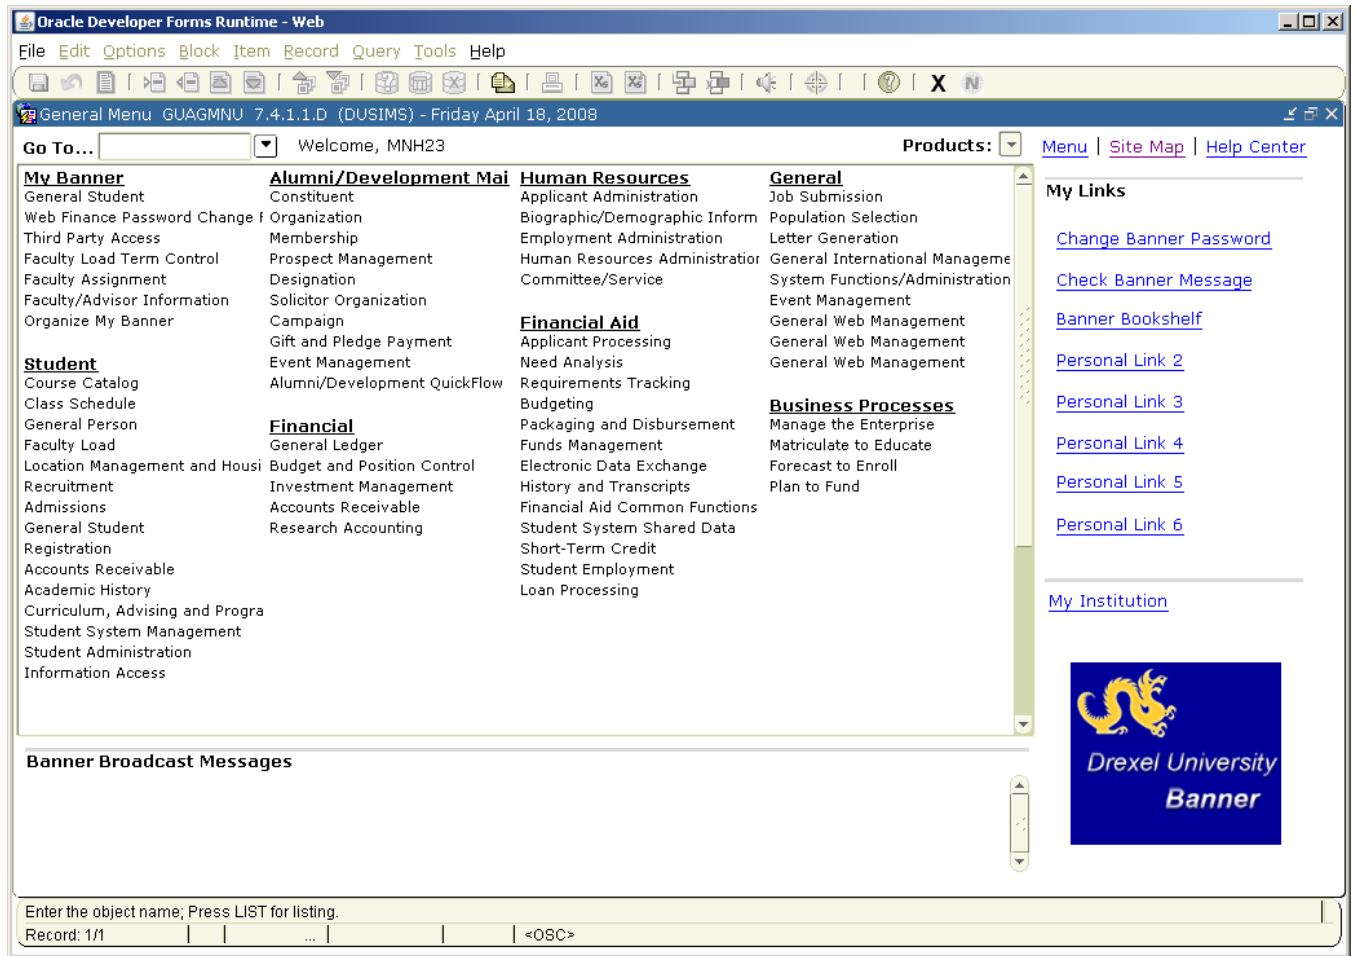 Oracle Developer Forms Runtime - Web
File Edit Options Block Item Record Query Tools Help
General Menu GUAGMNU 7.4.1.1.D (DUSIMS) - Friday April 18, 2008
Go To... Welcome, MNH23 Products: Menu | Site Map | Help Center
My Banner
General Student
Web Finance Password Change F
Third Party Access
Faculty Load Term Control
Faculty Assignment
Faculty/Advisor Information
Organize My Banner
Student
Course Catalog
Class Schedule
General Person
Faculty Load
Location Management and Housi
Recruitment
Admissions
General Student
Registration
Accounts Receivable
Academic History
Curriculum, Advising and Progra
Student System Management
Student Administration
Information Access
Alumni/Development Mai
Constituent
Organization
Membership
Prospect Management
Designation
Solicitor Organization
Campaign
Gift and Pledge Payment
Event Management
Alumni/Development QuickFlow
Financial
General Ledger
Budget and Position Control
Investment Management
Accounts Receivable
Research Accounting
Human Resources
Applicant Administration
Biographic/Demographic Inform
Employment Administration
Human Resources Administration
Committee/Service
Financial Aid
Applicant Processing
Need Analysis
Requirements Tracking
Budgeting
Packaging and Disbursement
Funds Management
Electronic Data Exchange
History and Transcripts
Financial Aid Common Functions
Student System Shared Data
Short-Term Credit
Student Employment
Loan Processing
General
Job Submission
Population Selection
Letter Generation
General International Manageme
System Functions/Administration
Event Management
General Web Management
General Web Management
General Web Management
Business Processes
Manage the Enterprise
Matriculate to Educate
Forecast to Enroll
Plan to Fund
My Links
Change Banner Password
Check Banner Message
Banner Bookshelf
Personal Link 2
Personal Link 3
Personal Link 4
Personal Link 5
Personal Link 6
My Institution
Drexel University
Banner
Banner Broadcast Messages
Enter the object name; Press LIST for listing.
Record: 1/1 ... <OSC>